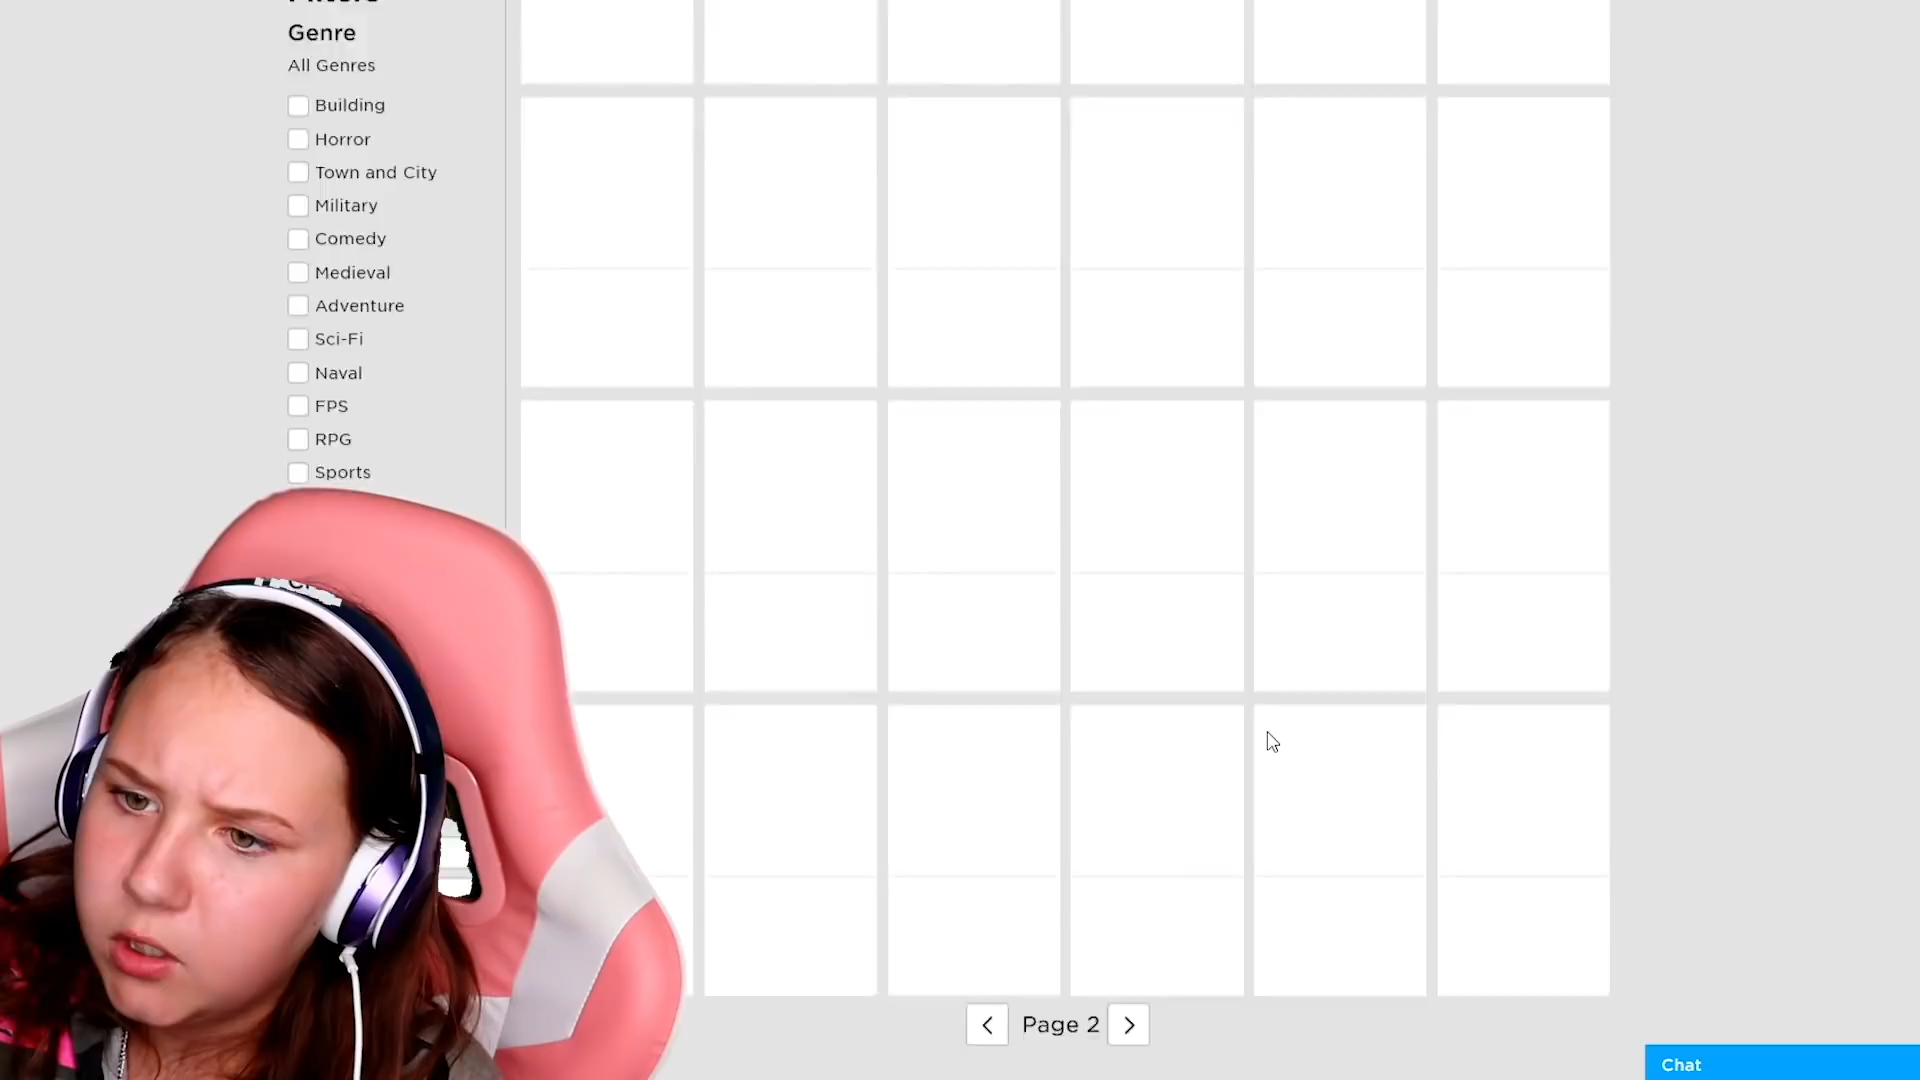 Filters
Genre
All Genres
Building
Horror
Town and City
Military
Comedy
Medieval
Adventure
Sci-Fi
Naval
FPS
RPG
Sports
Page 2
Chat